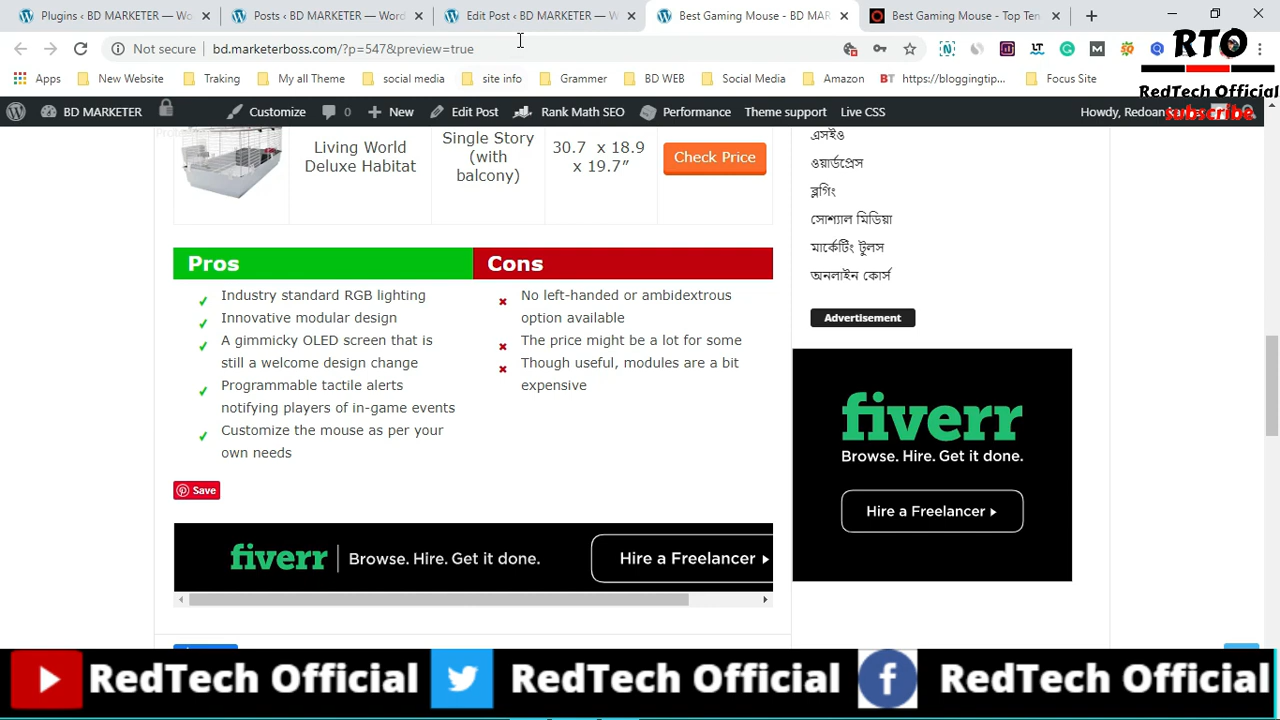 Plugins ‹ BD MARKETER — Wo
Posts ‹ BD MARKETER — Word
Edit Post ‹ BD MARKETER — W
Best Gaming Mouse - BD MAR
Best Gaming Mouse - Top Ten
Not secure
bd.marketerboss.com/?p=547&preview=true
RTO
RedTech Official
subscribe
Apps
New Website
Traking
My all Theme
social media
site info
Grammer
BD WEB
Social Media
Amazon
https://bloggingtip...
Focus Site
BD MARKETER
Customize
0
New
Edit Post
Rank Math SEO
Performance
Theme support
Live CSS
Living World
Deluxe Habitat
Single Story
(with
balcony)
30.7 x 18.9
x 19.7”
Check Price
এসইও
ওয়ার্ডপ্রেস
ব্লগিং
সোশ্যাল মিডিয়া
মার্কেটিং টুলস
অনলাইন কোর্স
Pros
Industry standard RGB lighting
Innovative modular design
A gimmicky OLED screen that is
still a welcome design change
Programmable tactile alerts
notifying players of in-game events
Customize the mouse as per your
own needs
Cons
No left-handed or ambidextrous
option available
The price might be a lot for some
Though useful, modules are a bit
expensive
Advertisement
fiverr
Browse. Hire. Get it done.
Hire a Freelancer
Save
fiverr
Browse. Hire. Get it done.
Hire a Freelancer
RedTech Official
RedTech Official
RedTech Official